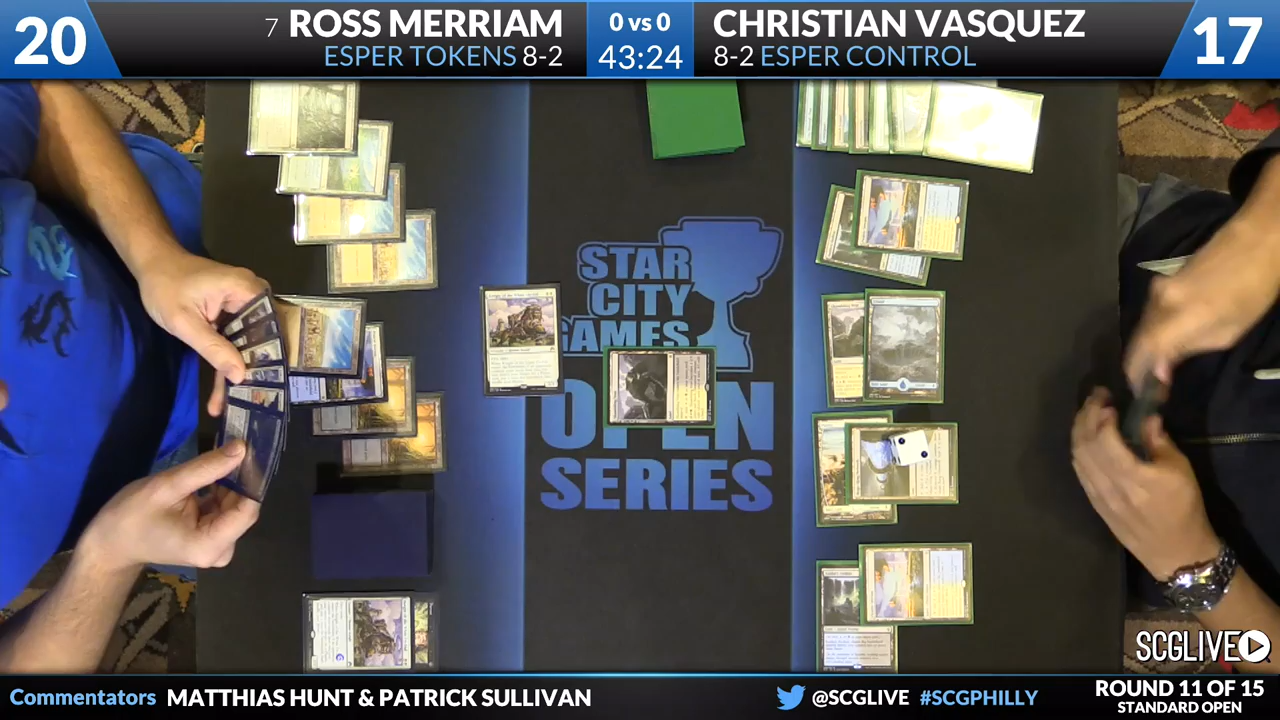 20
7 ROSS MERRIAM
ESPER TOKENS 8-2
0 vs 0
43:24
CHRISTIAN VASQUEZ
8-2 ESPER CONTROL
17
STAR
CITY
GAMES
OPEN
SERIES
SCGLIVE
Commentators MATTHIAS HUNT & PATRICK SULLIVAN
@SCGLIVE #SCGPHILLY
ROUND 11 OF 15
STANDARD OPEN